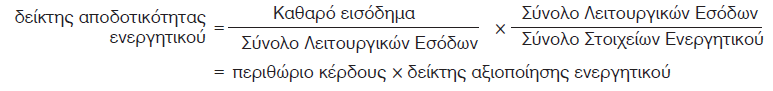 δείκτης αποδοτικότητας ενεργητικού = Καθαρό εισόδημα / Σύνολο Λειτουργικών Εσόδων × Σύνολο Λειτουργικών Εσόδων / Σύνολο Στοιχείων Ενεργητικού
= περιθώριο κέρδους × δείκτης αξιοποίησης ενεργητικού